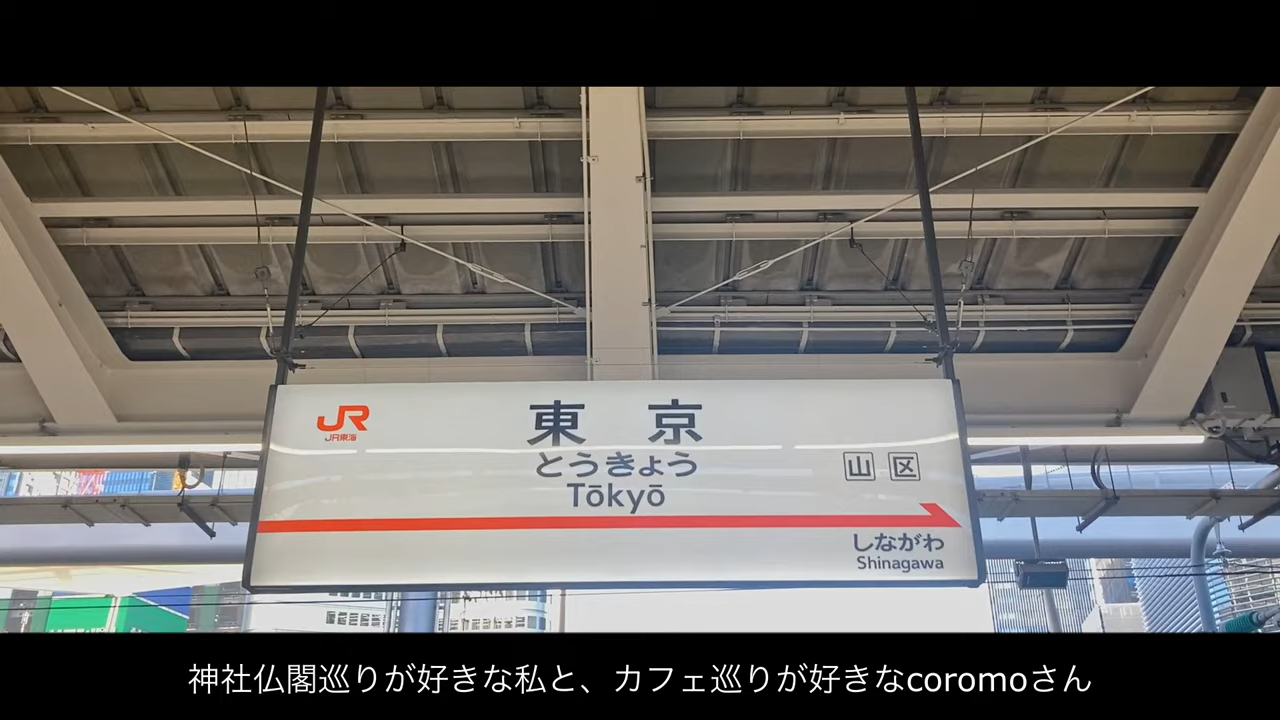 JR
JR東海
東京
とうきょう
Tōkyō
山 区
しながわ
Shinagawa
神社仏閣巡りが好きな私と、カフェ巡りが好きなcoromoさん